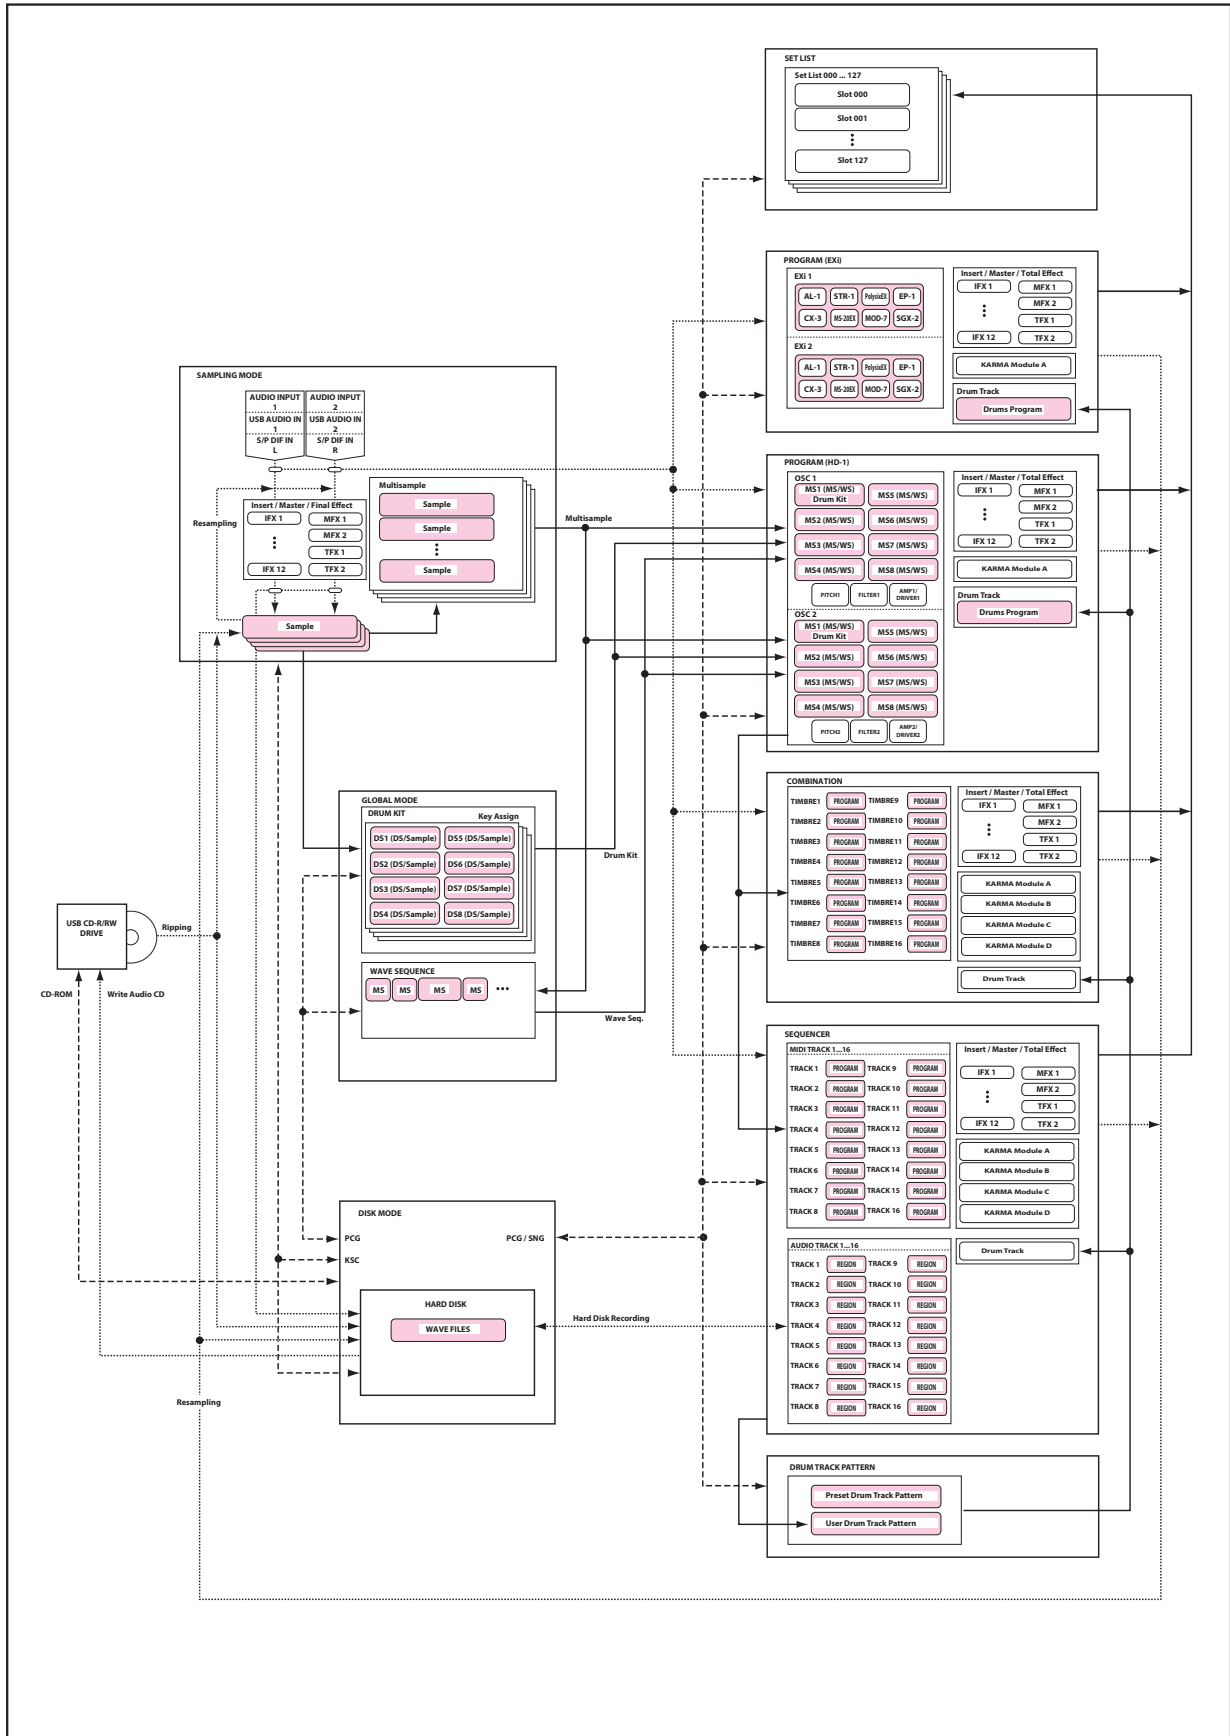 SET LIST
Set List 000 ... 127
Slot 000
Slot 001
Slot 127
PROGRAM (EXi)
EXi 1
AL-1
STR-1
PolysixEX
EP-1
CX-3
MS-20EX
MOD-7
SGX-2
EXi 2
AL-1
STR-1
PolysixEX
EP-1
CX-3
MS-20EX
MOD-7
SGX-2
Insert / Master / Total Effect
IFX 1
MFX 1
MFX 2
TFX 1
IFX 12
TFX 2
KARMA Module A
Drum Track
Drums Program
SAMPLING MODE
AUDIO INPUT
1
AUDIO INPUT
2
USB AUDIO IN
1
USB AUDIO IN
2
S/P DIF IN
L
S/P DIF IN
R
Resampling
Insert / Master / Final Effect
IFX 1
MFX 1
MFX 2
TFX 1
IFX 12
TFX 2
Multisample
Sample
Sample
Sample
Sample
Multisample
PROGRAM (HD-1)
OSC 1
MS1 (MS/WS)
Drum Kit
MS5 (MS/WS)
MS2 (MS/WS)
MS6 (MS/WS)
MS3 (MS/WS)
MS7 (MS/WS)
MS4 (MS/WS)
MS8 (MS/WS)
PITCH1
FILTER1
AMP1/
DRIVER1
OSC 2
MS1 (MS/WS)
Drum Kit
MS5 (MS/WS)
MS2 (MS/WS)
MS6 (MS/WS)
MS3 (MS/WS)
MS7 (MS/WS)
MS4 (MS/WS)
MS8 (MS/WS)
PITCH2
FILTER2
AMP2/
DRIVER2
Insert / Master / Total Effect
IFX 1
MFX 1
MFX 2
TFX 1
IFX 12
TFX 2
KARMA Module A
Drum Track
Drums Program
GLOBAL MODE
DRUM KIT
Key Assign
DS1 (DS/Sample)
DS5 (DS/Sample)
DS2 (DS/Sample)
DS6 (DS/Sample)
DS3 (DS/Sample)
DS7 (DS/Sample)
DS4 (DS/Sample)
DS8 (DS/Sample)
Drum Kit
WAVE SEQUENCE
MS
MS
MS
MS
Wave Seq.
USB CD-R/RW
DRIVE
Ripping
CD-ROM
Write Audio CD
COMBINATION
TIMBRE1 PROGRAM TIMBRE9 PROGRAM
TIMBRE2 PROGRAM TIMBRE10 PROGRAM
TIMBRE3 PROGRAM TIMBRE11 PROGRAM
TIMBRE4 PROGRAM TIMBRE12 PROGRAM
TIMBRE5 PROGRAM TIMBRE13 PROGRAM
TIMBRE6 PROGRAM TIMBRE14 PROGRAM
TIMBRE7 PROGRAM TIMBRE15 PROGRAM
TIMBRE8 PROGRAM TIMBRE16 PROGRAM
Insert / Master / Total Effect
IFX 1
MFX 1
MFX 2
TFX 1
IFX 12
TFX 2
KARMA Module A
KARMA Module B
KARMA Module C
KARMA Module D
Drum Track
SEQUENCER
MIDI TRACK 1...16
TRACK 1 PROGRAM TRACK 9 PROGRAM
TRACK 2 PROGRAM TRACK 10 PROGRAM
TRACK 3 PROGRAM TRACK 11 PROGRAM
TRACK 4 PROGRAM TRACK 12 PROGRAM
TRACK 5 PROGRAM TRACK 13 PROGRAM
TRACK 6 PROGRAM TRACK 14 PROGRAM
TRACK 7 PROGRAM TRACK 15 PROGRAM
TRACK 8 PROGRAM TRACK 16 PROGRAM
Insert / Master / Total Effect
IFX 1
MFX 1
MFX 2
TFX 1
IFX 12
TFX 2
KARMA Module A
KARMA Module B
KARMA Module C
KARMA Module D
Drum Track
AUDIO TRACK 1...16
TRACK 1 REGION TRACK 9 REGION
TRACK 2 REGION TRACK 10 REGION
TRACK 3 REGION TRACK 11 REGION
TRACK 4 REGION TRACK 12 REGION
TRACK 5 REGION TRACK 13 REGION
TRACK 6 REGION TRACK 14 REGION
TRACK 7 REGION TRACK 15 REGION
TRACK 8 REGION TRACK 16 REGION
DISK MODE
PCG
PCG / SNG
KSC
HARD DISK
WAVE FILES
Hard Disk Recording
Resampling
DRUM TRACK PATTERN
Preset Drum Track Pattern
User Drum Track Pattern